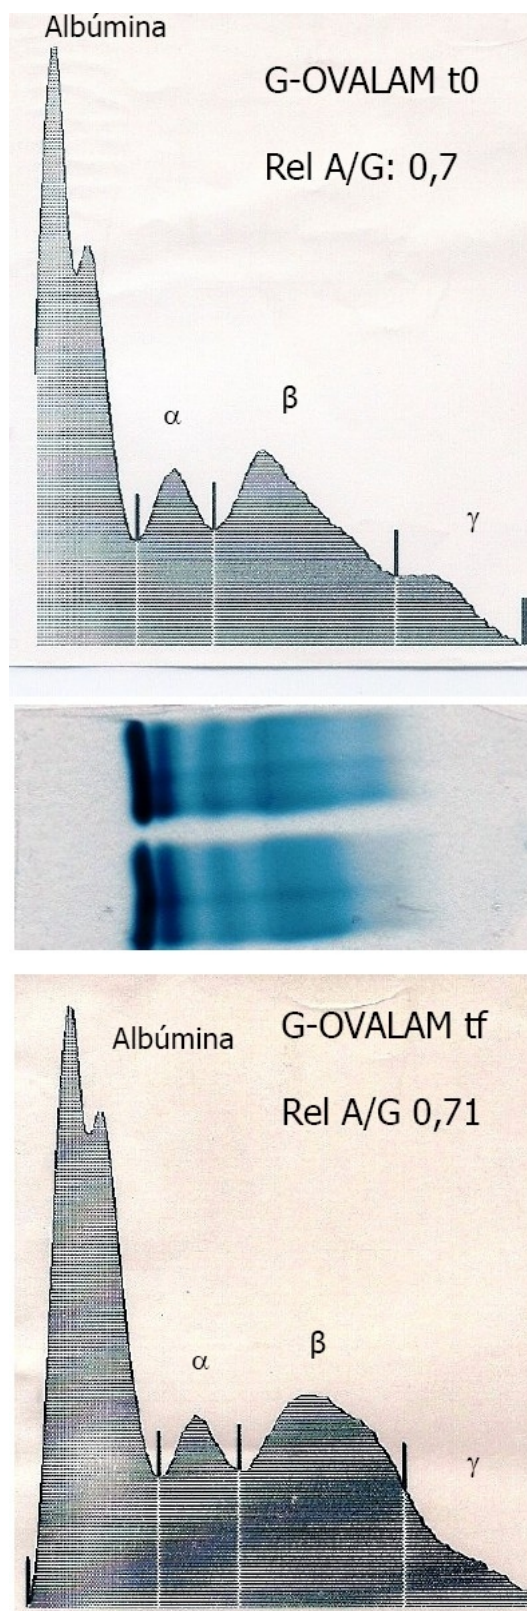 Albúmina
G-OVALAM t0
Rel A/G: 0,7
α
β
γ
Albúmina
G-OVALAM tf
Rel A/G 0,71
α
β
γ